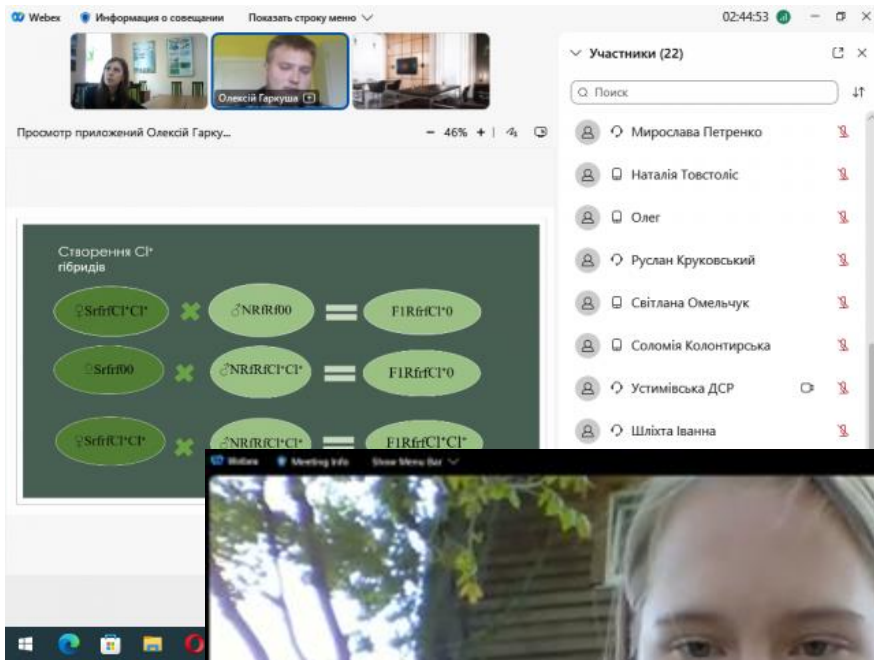 Webex Информация о совещании Показать строку меню 02:44:53
Олексій Гаркуша
Просмотр приложений Олексій Гарку...
− 46% +
Створення Cl⁺
гібридів
♀SrfrfCl⁺Cl⁺ ♂NRfRf00 F1RfrfCl⁺0
♀Srfrf00 ♂NRfRfCl⁺Cl⁺ F1RfrfCl⁺0
♀SrfrfCl⁺Cl⁺ ♂NRfRfCl⁺Cl⁺ F1RfrfCl⁺Cl⁺
Участники (22)
Поиск
Мирослава Петренко
Наталія Товстоліс
Олег
Руслан Круковський
Світлана Омельчук
Соломія Колонтирська
Устимівська ДСР
Шліхта Іванна
Webex Meeting Info Show Menu Bar